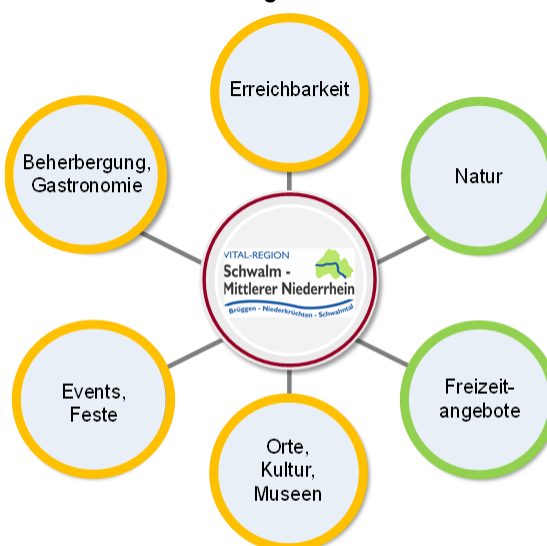 Erreichbarkeit
Beherbergung,
Gastronomie
Natur
VITAL-REGION
Schwalm -
Mittlerer Niederrhein
Brüggen - Niederkrüchten - Schwalmtal
Events,
Feste
Freizeit-
angebote
Orte,
Kultur,
Museen